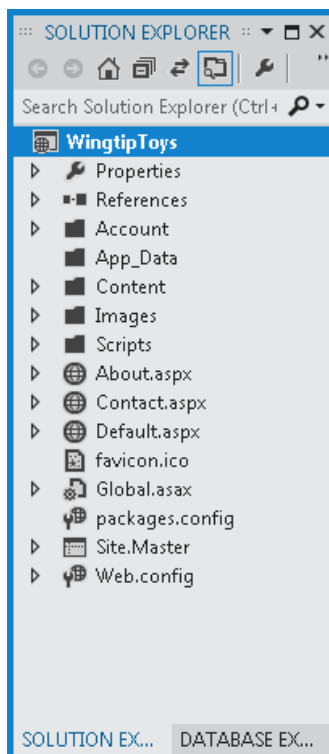 SOLUTION EXPLORER
Search Solution Explorer (Ctrl+
WingtipToys
Properties
References
Account
App_Data
Content
Images
Scripts
About.aspx
Contact.aspx
Default.aspx
favicon.ico
Global.asax
packages.config
Site.Master
Web.config
SOLUTION EX... DATABASE EX...